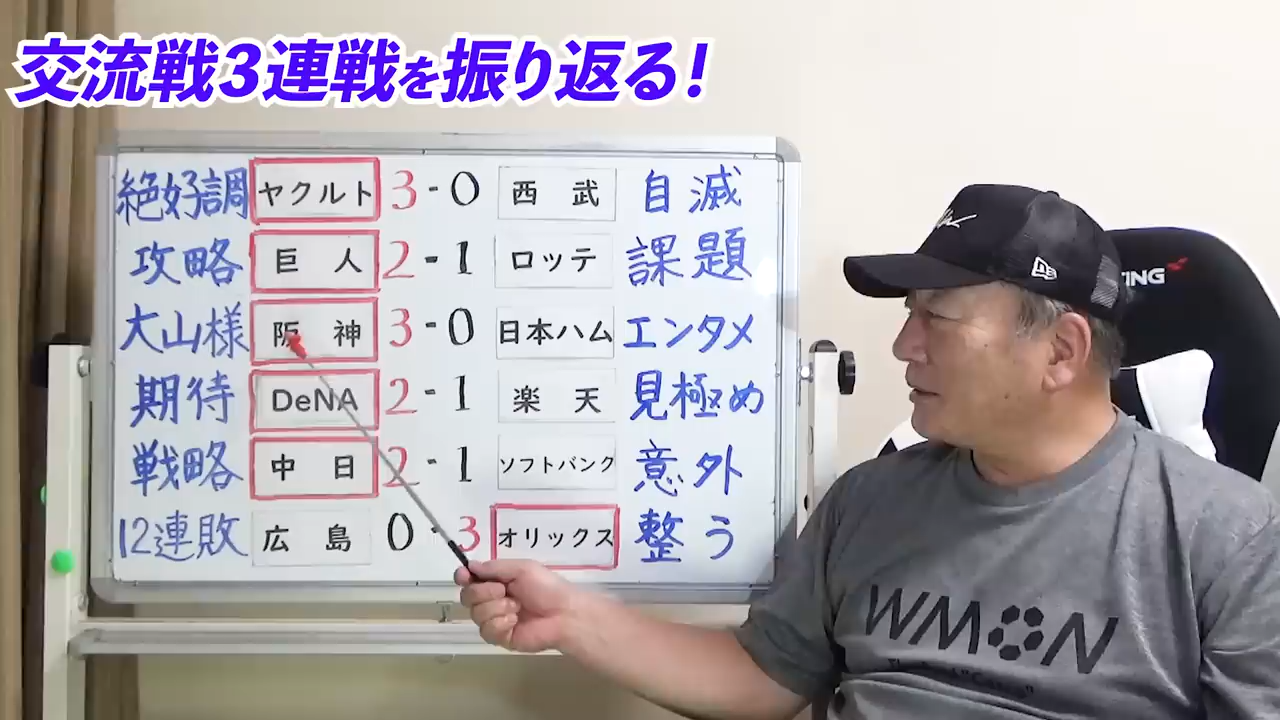 交流戦3連戦を振り返る!
絶好調 ヤクルト 3-0 西 武 自滅
攻略 巨 人 2-1 ロッテ 課題
大山様 阪 神 3-0 日本ハム エンタメ
期待 DeNA 2-1 楽 天 見極め
戦略 中 日 2-1 ソフトバンク 意外
12連敗 広 島 0-3 オリックス 整う
NEW ERA
ING
WMON